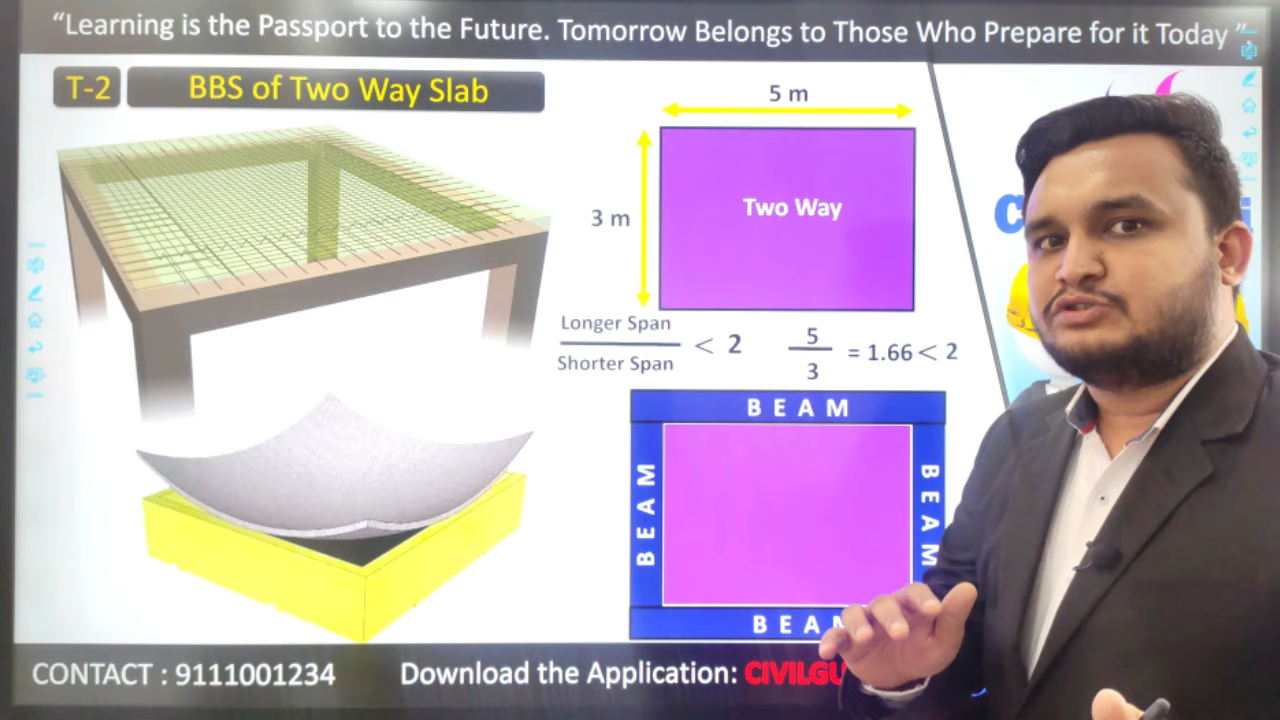 “Learning is the Passport to the Future. Tomorrow Belongs to Those Who Prepare for it Today”
T-2
BBS of Two Way Slab
5 m
3 m
Two Way
Longer Span
Shorter Span
< 2
5
3
= 1.66 < 2
BEAM
BEAM
BEAM
BEAM
CONTACT : 9111001234
Download the Application: CIVILGU